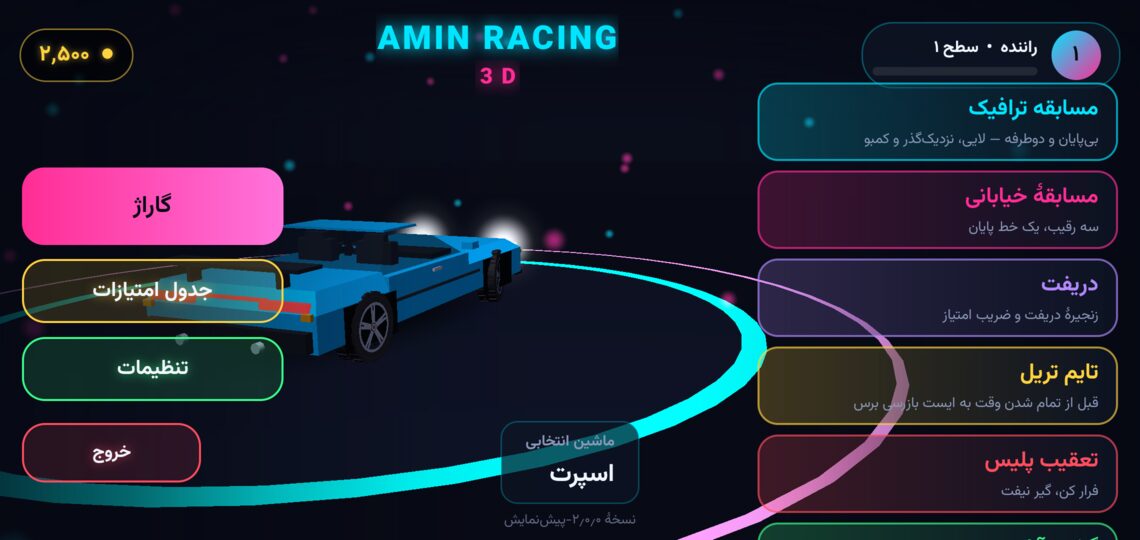 AMIN RACING
3 D
۲,۵۰۰
۱
راننده • سطح ۱
مسابقه ترافیک
بی‌پایان و دوطرفه – لایی، نزدیک‌گذر و کمبو
مسابقهٔ خیابانی
سه رقیب، یک خط پایان
دریفت
زنجیرهٔ دریفت و ضریب امتیاز
تایم تریل
قبل از تمام شدن وقت به ایست بازرسی برس
تعقیب پلیس
فرار کن، گیر نیفت
گاراژ
جدول امتیازات
تنظیمات
خروج
ماشین انتخابی
اسپرت
نسخهٔ ۲٫۰٫۰-پیش‌نمایش